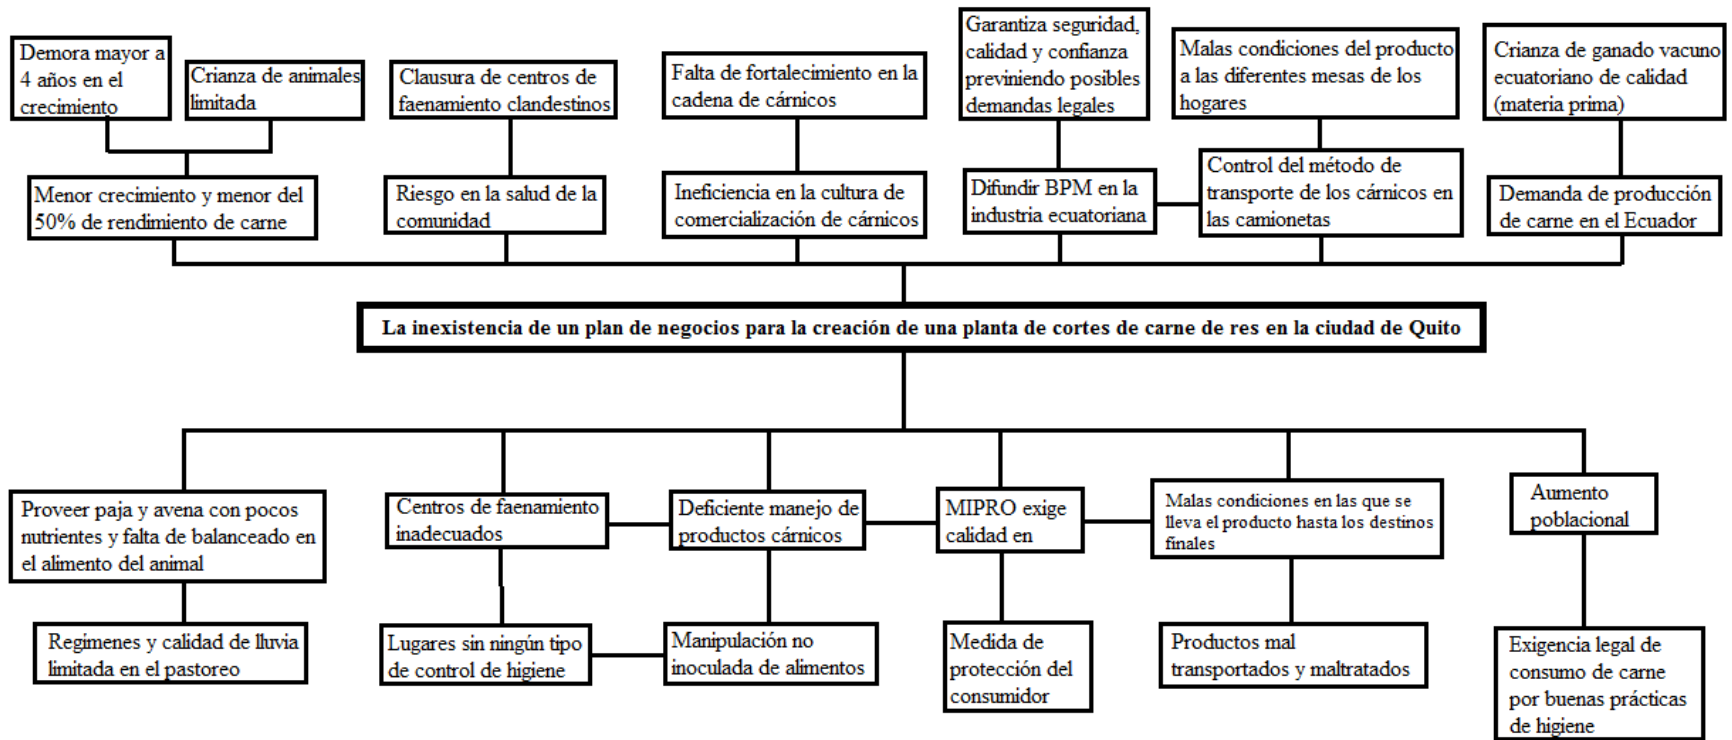 Demora mayor a
4 años en el
crecimiento
Crianza de animales
limitada
Clausura de centros de
faenamiento clandestinos
Falta de fortalecimiento en la
cadena de cárnicos
Garantiza seguridad,
calidad y confianza
previniendo posibles
demandas legales
Malas condiciones del producto
a las diferentes mesas de los
hogares
Crianza de ganado vacuno
ecuatoriano de calidad
(materia prima)
Menor crecimiento y menor del
50% de rendimiento de carne
Riesgo en la salud de la
comunidad
Ineficiencia en la cultura de
comercialización de cárnicos
Difundir BPM en la
industria ecuatoriana
Control del método de
transporte de los cárnicos en
las camionetas
Demanda de producción
de carne en el Ecuador
La inexistencia de un plan de negocios para la creación de una planta de cortes de carne de res en la ciudad de Quito
Proveer paja y avena con pocos
nutrientes y falta de balanceado en
el alimento del animal
Centros de faenamiento
inadecuados
Deficiente manejo de
productos cárnicos
MIPRO exige
calidad en
Malas condiciones en las que se
lleva el producto hasta los destinos
finales
Aumento
poblacional
Regímenes y calidad de lluvia
limitada en el pastoreo
Lugares sin ningún tipo
de control de higiene
Manipulación no
inoculada de alimentos
Medida de
protección del
consumidor
Productos mal
transportados y maltratados
Exigencia legal de
consumo de carne
por buenas prácticas
de higiene